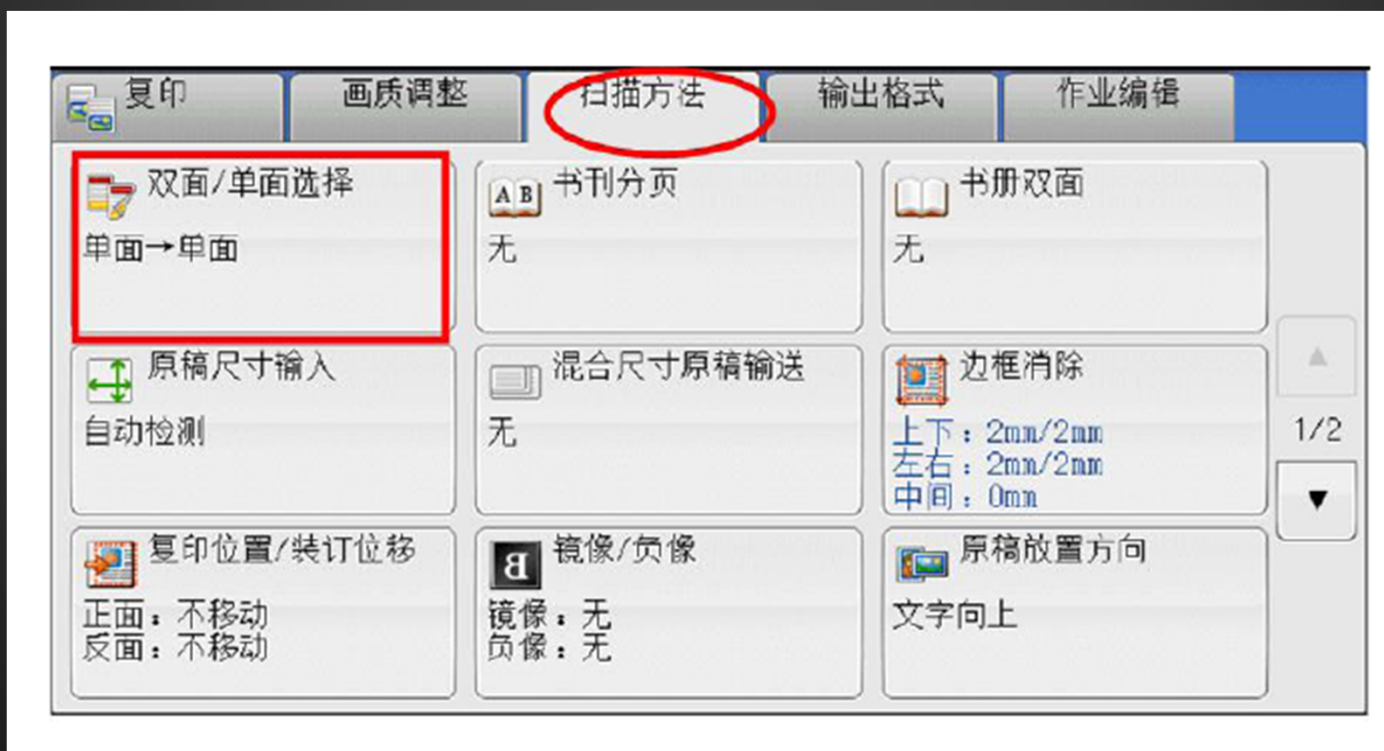 复印
画质调整
扫描方法
输出格式
作业编辑
双面/单面选择
单面→单面
A B 书刊分页
无
书册双面
无
原稿尺寸输入
自动检测
混合尺寸原稿输送
无
边框消除
上下：2mm/2mm
左右：2mm/2mm
中间：0mm
1/2
复印位置/装订位移
正面：不移动
反面：不移动
镜像/负像
镜像：无
负像：无
原稿放置方向
文字向上